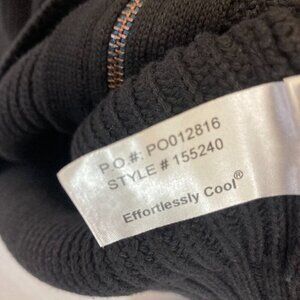 P.O.#: PO012816
STYLE # 155240
Effortlessly Cool®